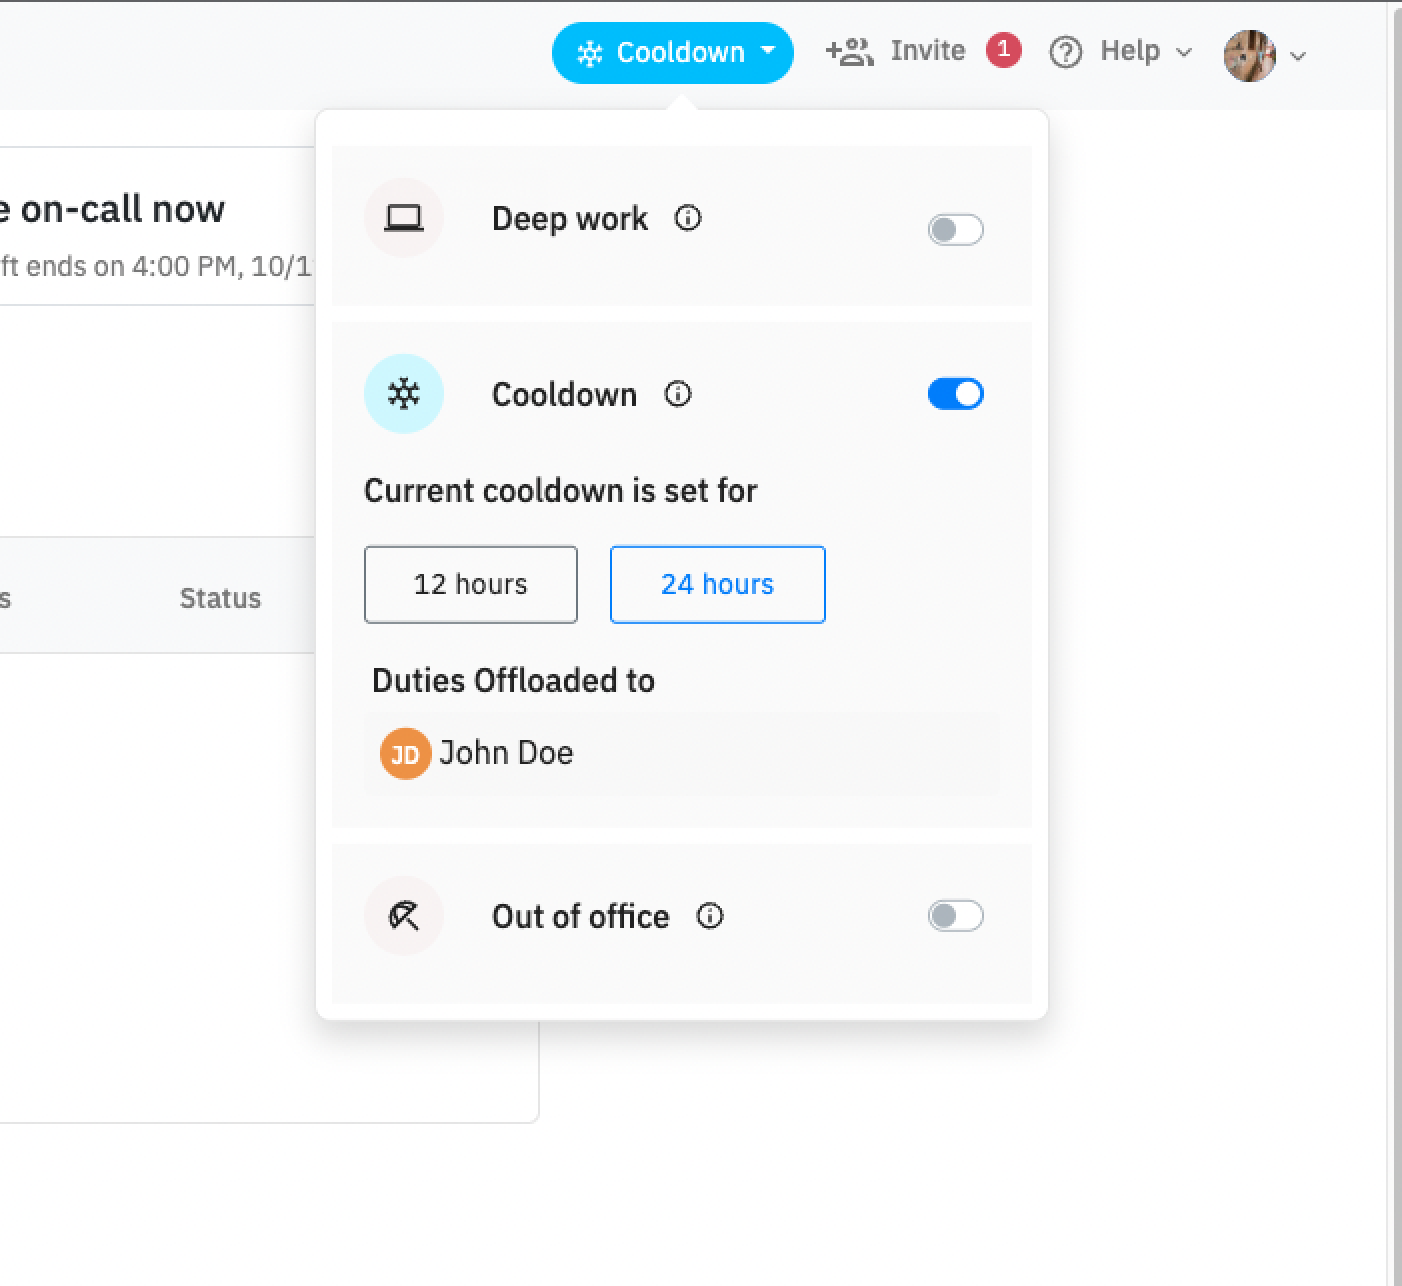 Cooldown
Invite 1
Help
e on-call now
ft ends on 4:00 PM, 10/1
s
Status
Deep work
Cooldown
Current cooldown is set for
12 hours
24 hours
Duties Offloaded to
JD John Doe
Out of office